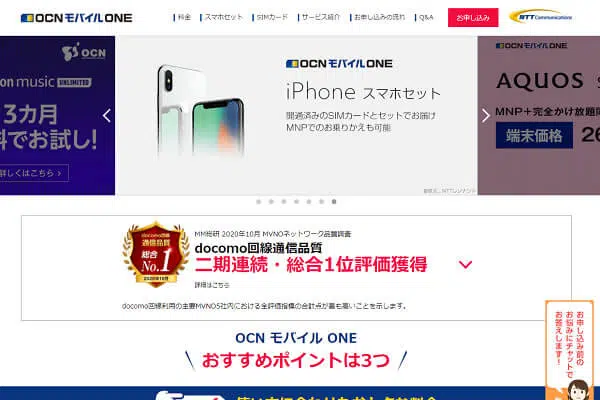 OCN モバイル ONE
料金
スマホセット
SIMカード
サービス紹介
お申し込みの流れ
Q&A
お申し込み
NTT Communications
OCN
on music UNLIMITED
3カ月
料でお試し!
詳しくはこちら
OCN モバイル ONE
iPhone スマホセット
開通済みのSIMカードとセットでお届け
MNPでのお乗りかえも可能
OCN モバイル ONE
AQUOS s
MNP+完全かけ放題
端末価格 26
docomo回線
通信品質
総合
No.1
2020年10月
MM総研 2020年10月 MVNOネットワーク品質調査
docomo回線通信品質
二期連続・総合1位評価獲得
詳細はこちら
docomo回線利用の主要MVNO5社内における全評価指標の合計点が最も高いことを示します。
OCN モバイル ONE
おすすめポイントは3つ
お申し込み前の
お悩みにチャットで
お答えします!